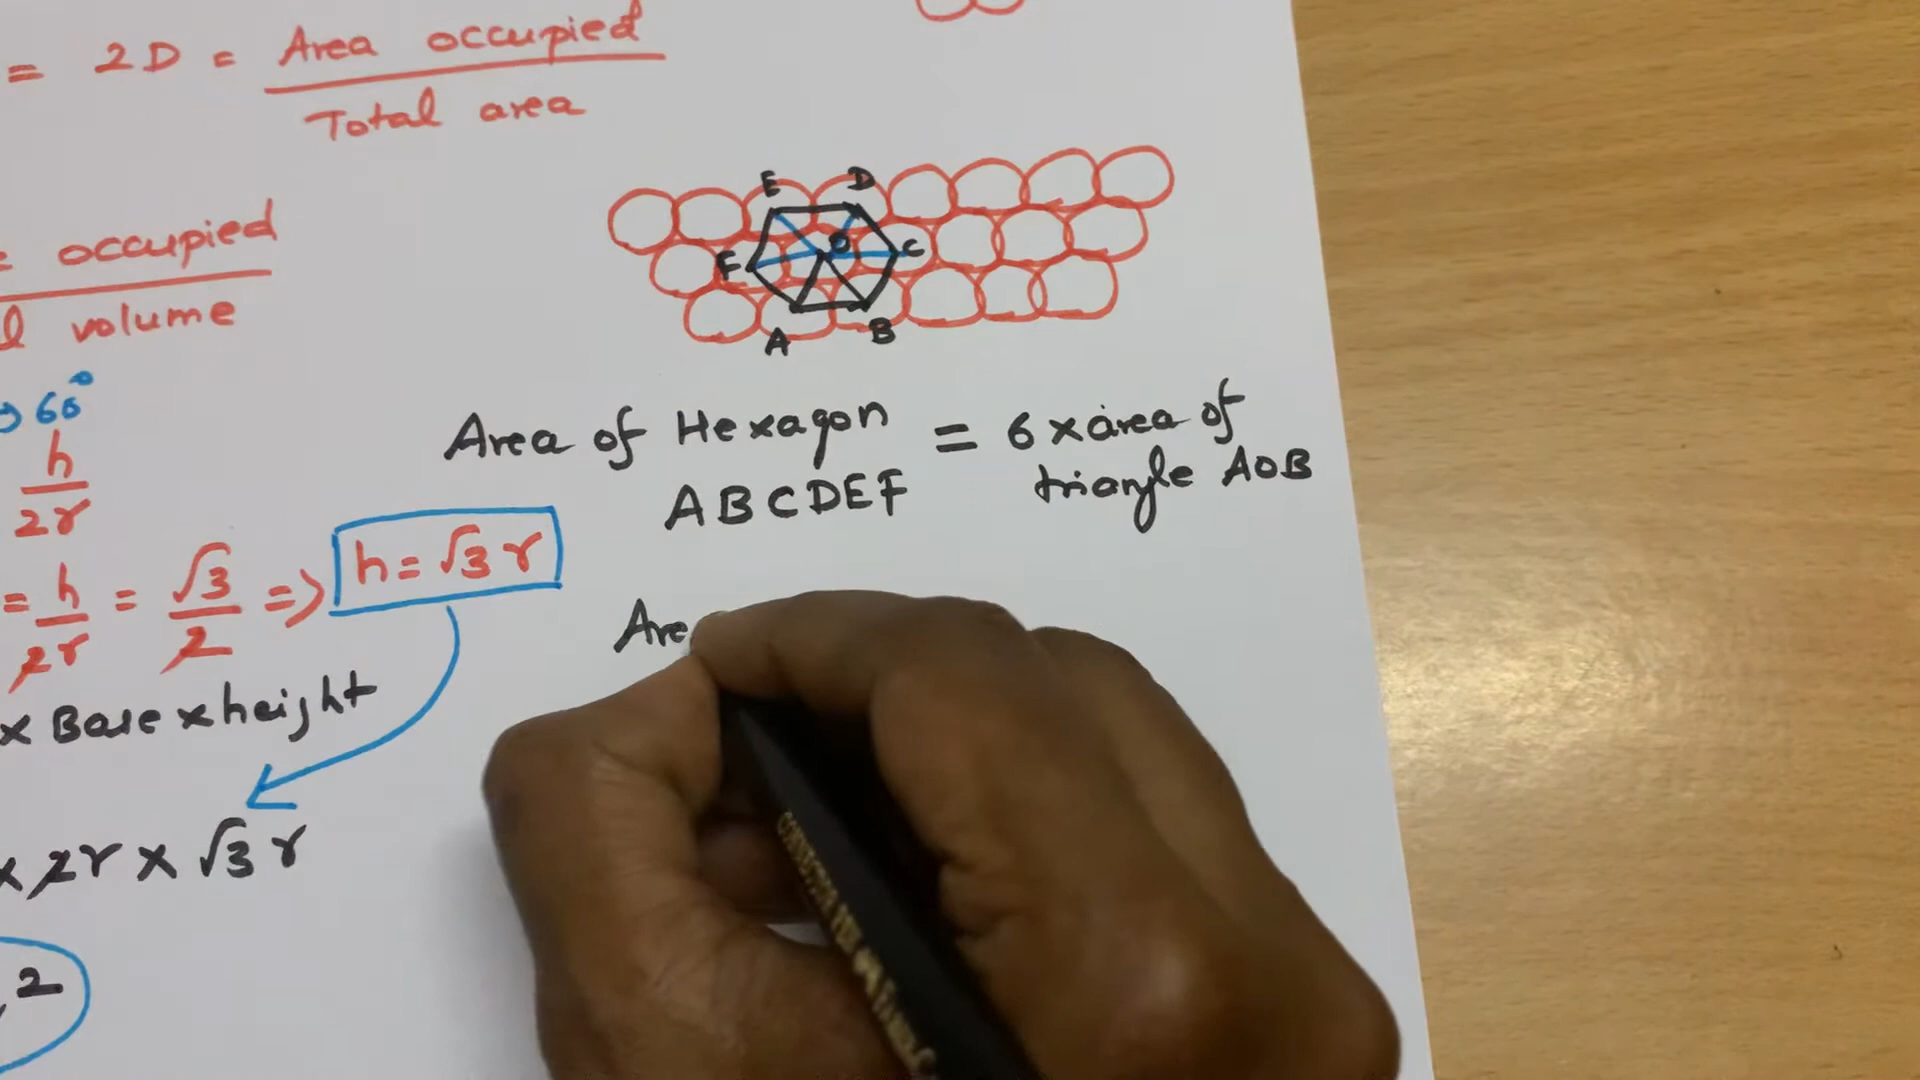 = 2D = Area occupied
Total area
E D
F O C
A B
= occupied
volume
⇒ 60°
h
2r
= h = √3 => h = √3 r
2r 2
x Base x height
x 2r x √3 r
2
Area of Hexagon = 6 x area of
ABCDEF triangle AOB
Are